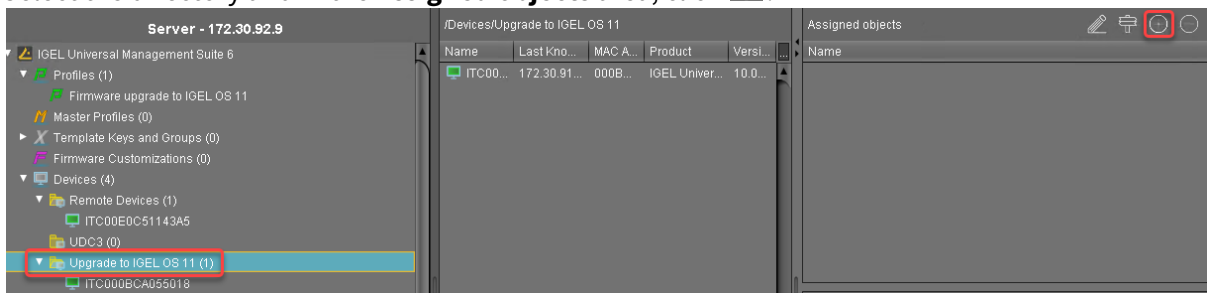 Server - 172.30.92.9
IGEL Universal Management Suite 6
Profiles (1)
Firmware upgrade to IGEL OS 11
Master Profiles (0)
Template Keys and Groups (0)
Firmware Customizations (0)
Devices (4)
Remote Devices (1)
ITC00E0C51143A5
UDC3 (0)
Upgrade to IGEL OS 11 (1)
ITC000BCA055018
/Devices/Upgrade to IGEL OS 11
Name Last Kno... MAC A... Product Versi... ...
ITC00... 172.30.91... 000B... IGEL Univer... 10.0...
Assigned objects
Name